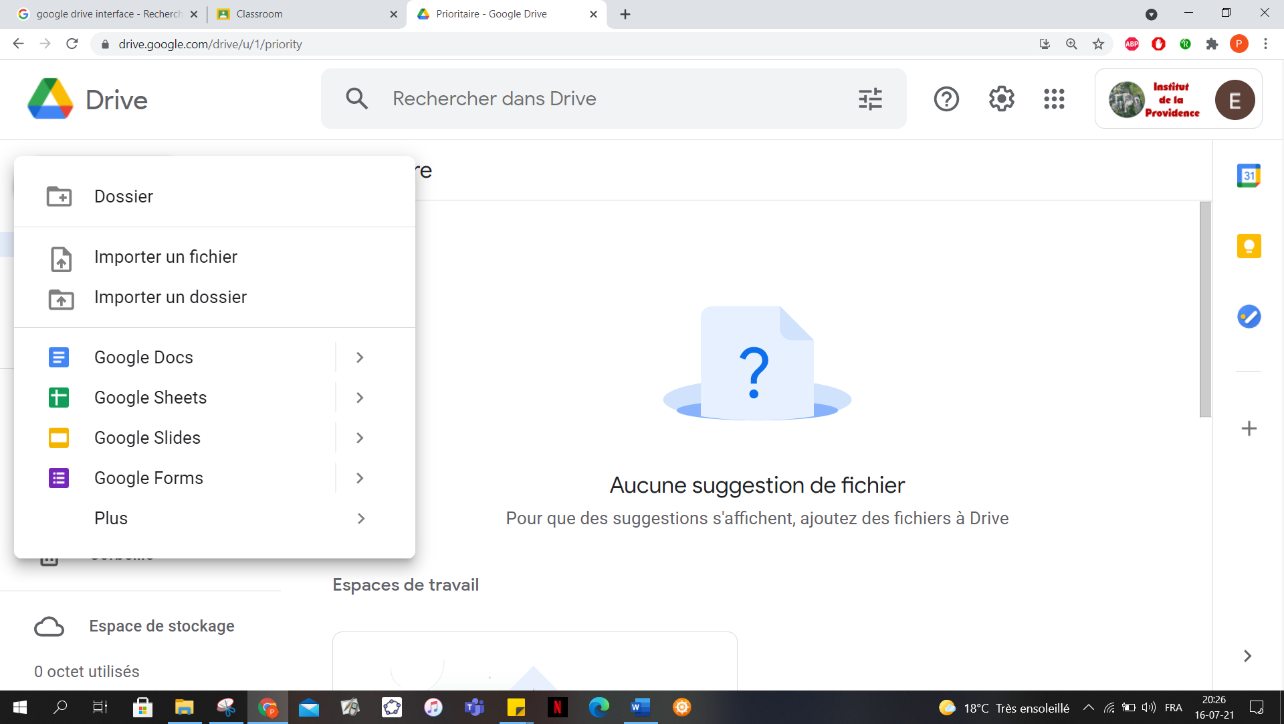 google drive interface - Recherch
Classroom
Prioritaire - Google Drive
drive.google.com/drive/u/1/priority
ABP
P
Drive
Rechercher dans Drive
Institut
de la
Providence
E
re
31
Dossier
Importer un fichier
Importer un dossier
Google Docs
Google Sheets
Google Slides
Google Forms
Plus
Corbeille
Espace de stockage
0 octet utilisés
?
Aucune suggestion de fichier
Pour que des suggestions s'affichent, ajoutez des fichiers à Drive
Espaces de travail
18°C Très ensoleillé
FRA
20:26
16-07-21